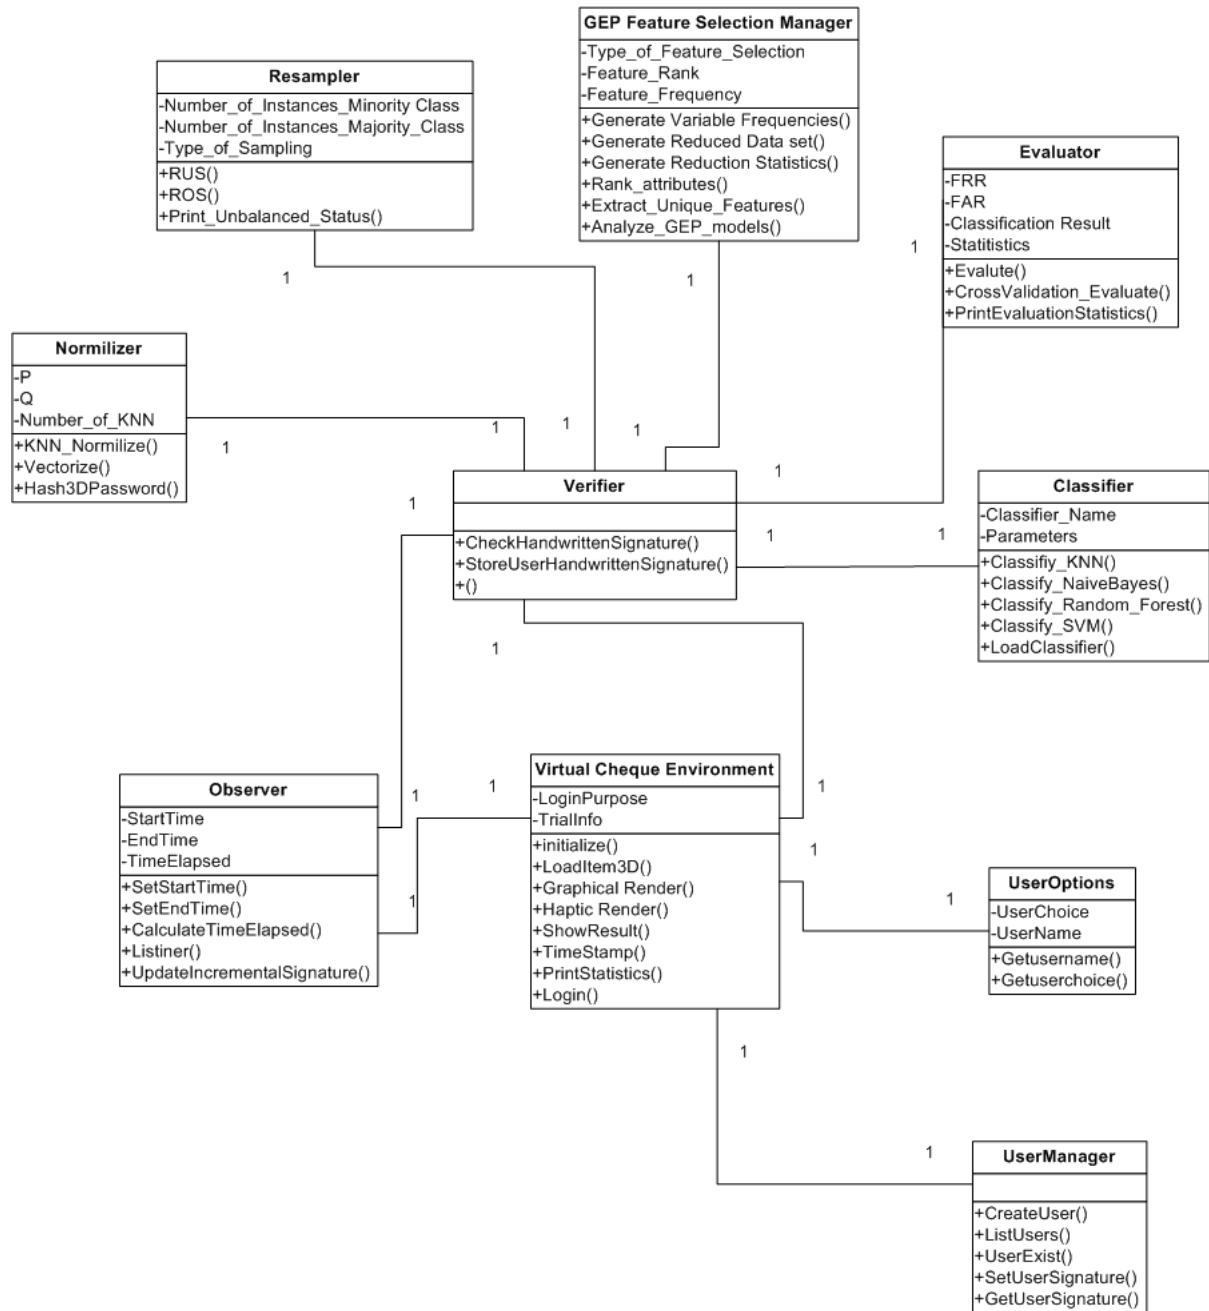 GEP Feature Selection Manager
-Type_of_Feature_Selection
-Feature_Rank
-Feature_Frequency
+Generate Variable Frequencies()
+Generate Reduced Data set()
+Generate Reduction Statistics()
+Rank_attributes()
+Extract_Unique_Features()
+Analyze_GEP_models()
Resampler
-Number_of_Instances_Minority Class
-Number_of_Instances_Majority_Class
-Type_of_Sampling
+RUS()
+ROS()
+Print_Unbalanced_Status()
Evaluator
-FRR
-FAR
-Classification Result
-Statitistics
+Evalute()
+CrossValidation_Evaluate()
+PrintEvaluationStatistics()
1
1
1
Normilizer
-P
-Q
-Number_of_KNN
+KNN_Normilize()
+Vectorize()
+Hash3DPassword()
1
1
1
1
1
Verifier
+CheckHandwrittenSignature()
+StoreUserHandwrittenSignature()
+()
1
1
1
1
Classifier
-Classifier_Name
-Parameters
+Classifiy_KNN()
+Classify_NaiveBayes()
+Classify_Random_Forest()
+Classify_SVM()
+LoadClassifier()
1
Observer
-StartTime
-EndTime
-TimeElapsed
+SetStartTime()
+SetEndTime()
+CalculateTimeElapsed()
+Listiner()
+UpdateIncrementalSignature()
1
1
1
Virtual Cheque Environment
-LoginPurpose
-TrialInfo
+initialize()
+LoadItem3D()
+Graphical Render()
+Haptic Render()
+ShowResult()
+TimeStamp()
+PrintStatistics()
+Login()
1
1
1
UserOptions
-UserChoice
-UserName
+Getusername()
+Getuserchoice()
1
1
UserManager
+CreateUser()
+ListUsers()
+UserExist()
+SetUserSignature()
+GetUserSignature()